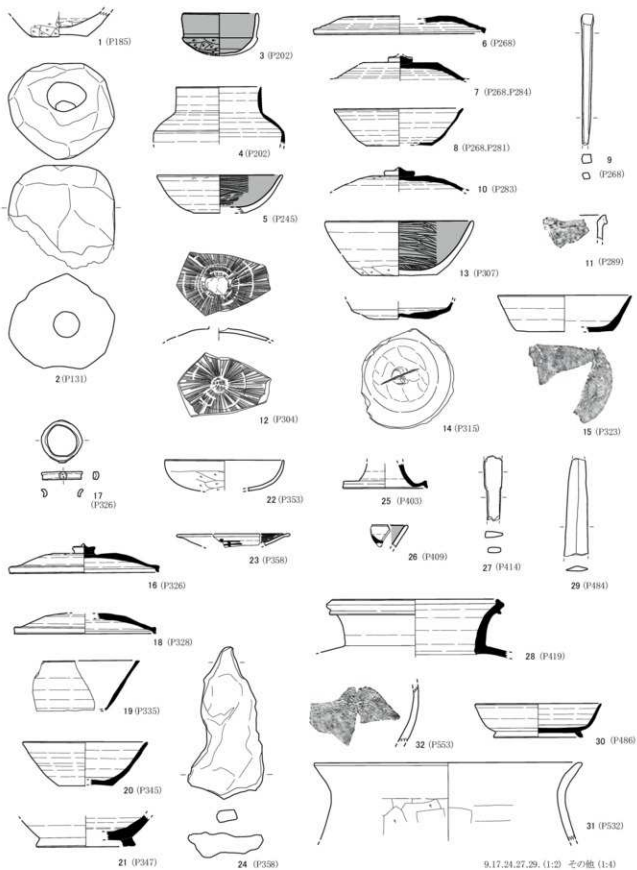 1 (P185)
2 (P131)
3 (P202)
4 (P202)
5 (P245)
6 (P268)
7 (P268.P284)
8 (P268.P281)
9
(P268)
10 (P283)
11 (P289)
12 (P304)
13 (P307)
14 (P315)
15 (P323)
16 (P326)
17
(P326)
18 (P328)
19 (P335)
20 (P345)
21 (P347)
22 (P353)
23 (P358)
24 (P358)
25 (P403)
26 (P409)
27 (P414)
28 (P419)
29 (P484)
30 (P486)
31 (P532)
32 (P553)
9.17.24.27.29. (1:2) その他 (1:4)